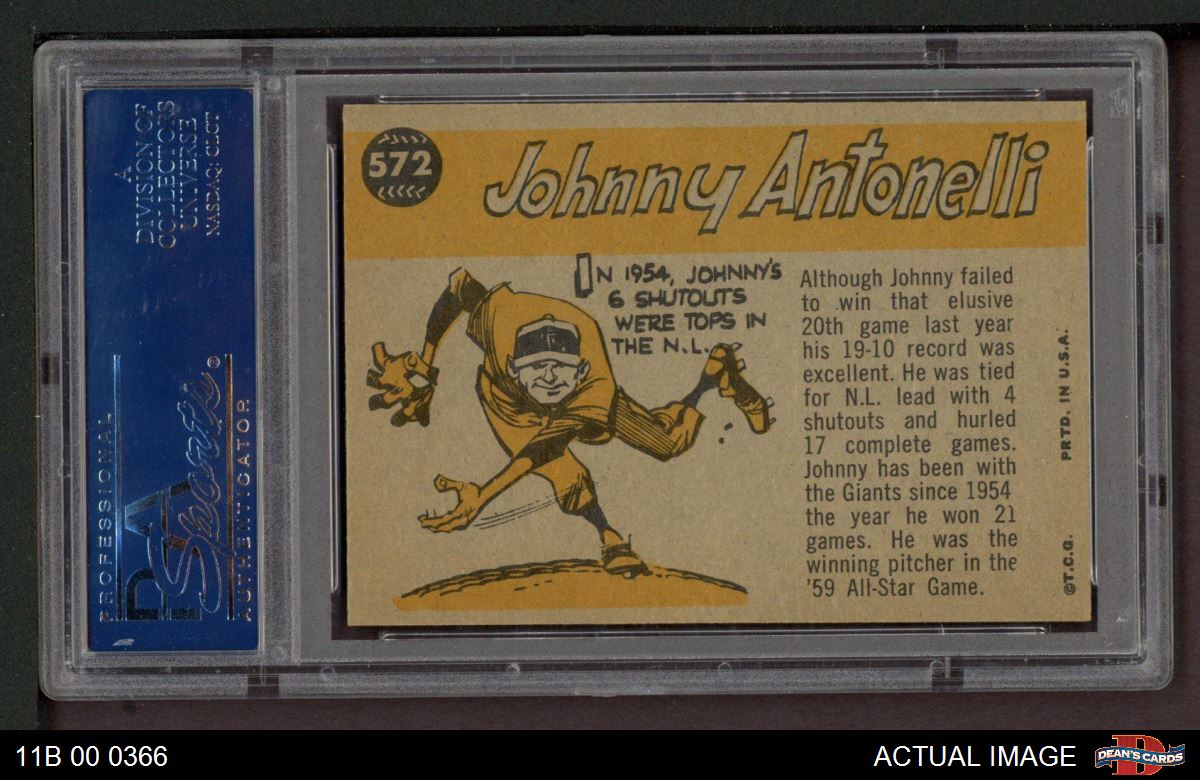 A
DIVISION OF
COLLECTORS
UNIVERSE
NASDAQ: CLCT
PROFESSIONAL
PSA
Sports®
AUTHENTICATOR
572
Johnny Antonelli
IN 1954, JOHNNY'S
6 SHUTOUTS
WERE TOPS IN
THE N.L.
Although Johnny failed
to win that elusive
20th game last year
his 19-10 record was
excellent. He was tied
for N.L. lead with 4
shutouts and hurled
17 complete games.
Johnny has been with
the Giants since 1954
the year he won 21
games. He was the
winning pitcher in the
'59 All-Star Game.
©T.C.G. PRTD. IN U.S.A.
11B 00 0366
ACTUAL IMAGE
DEAN'S CARDS